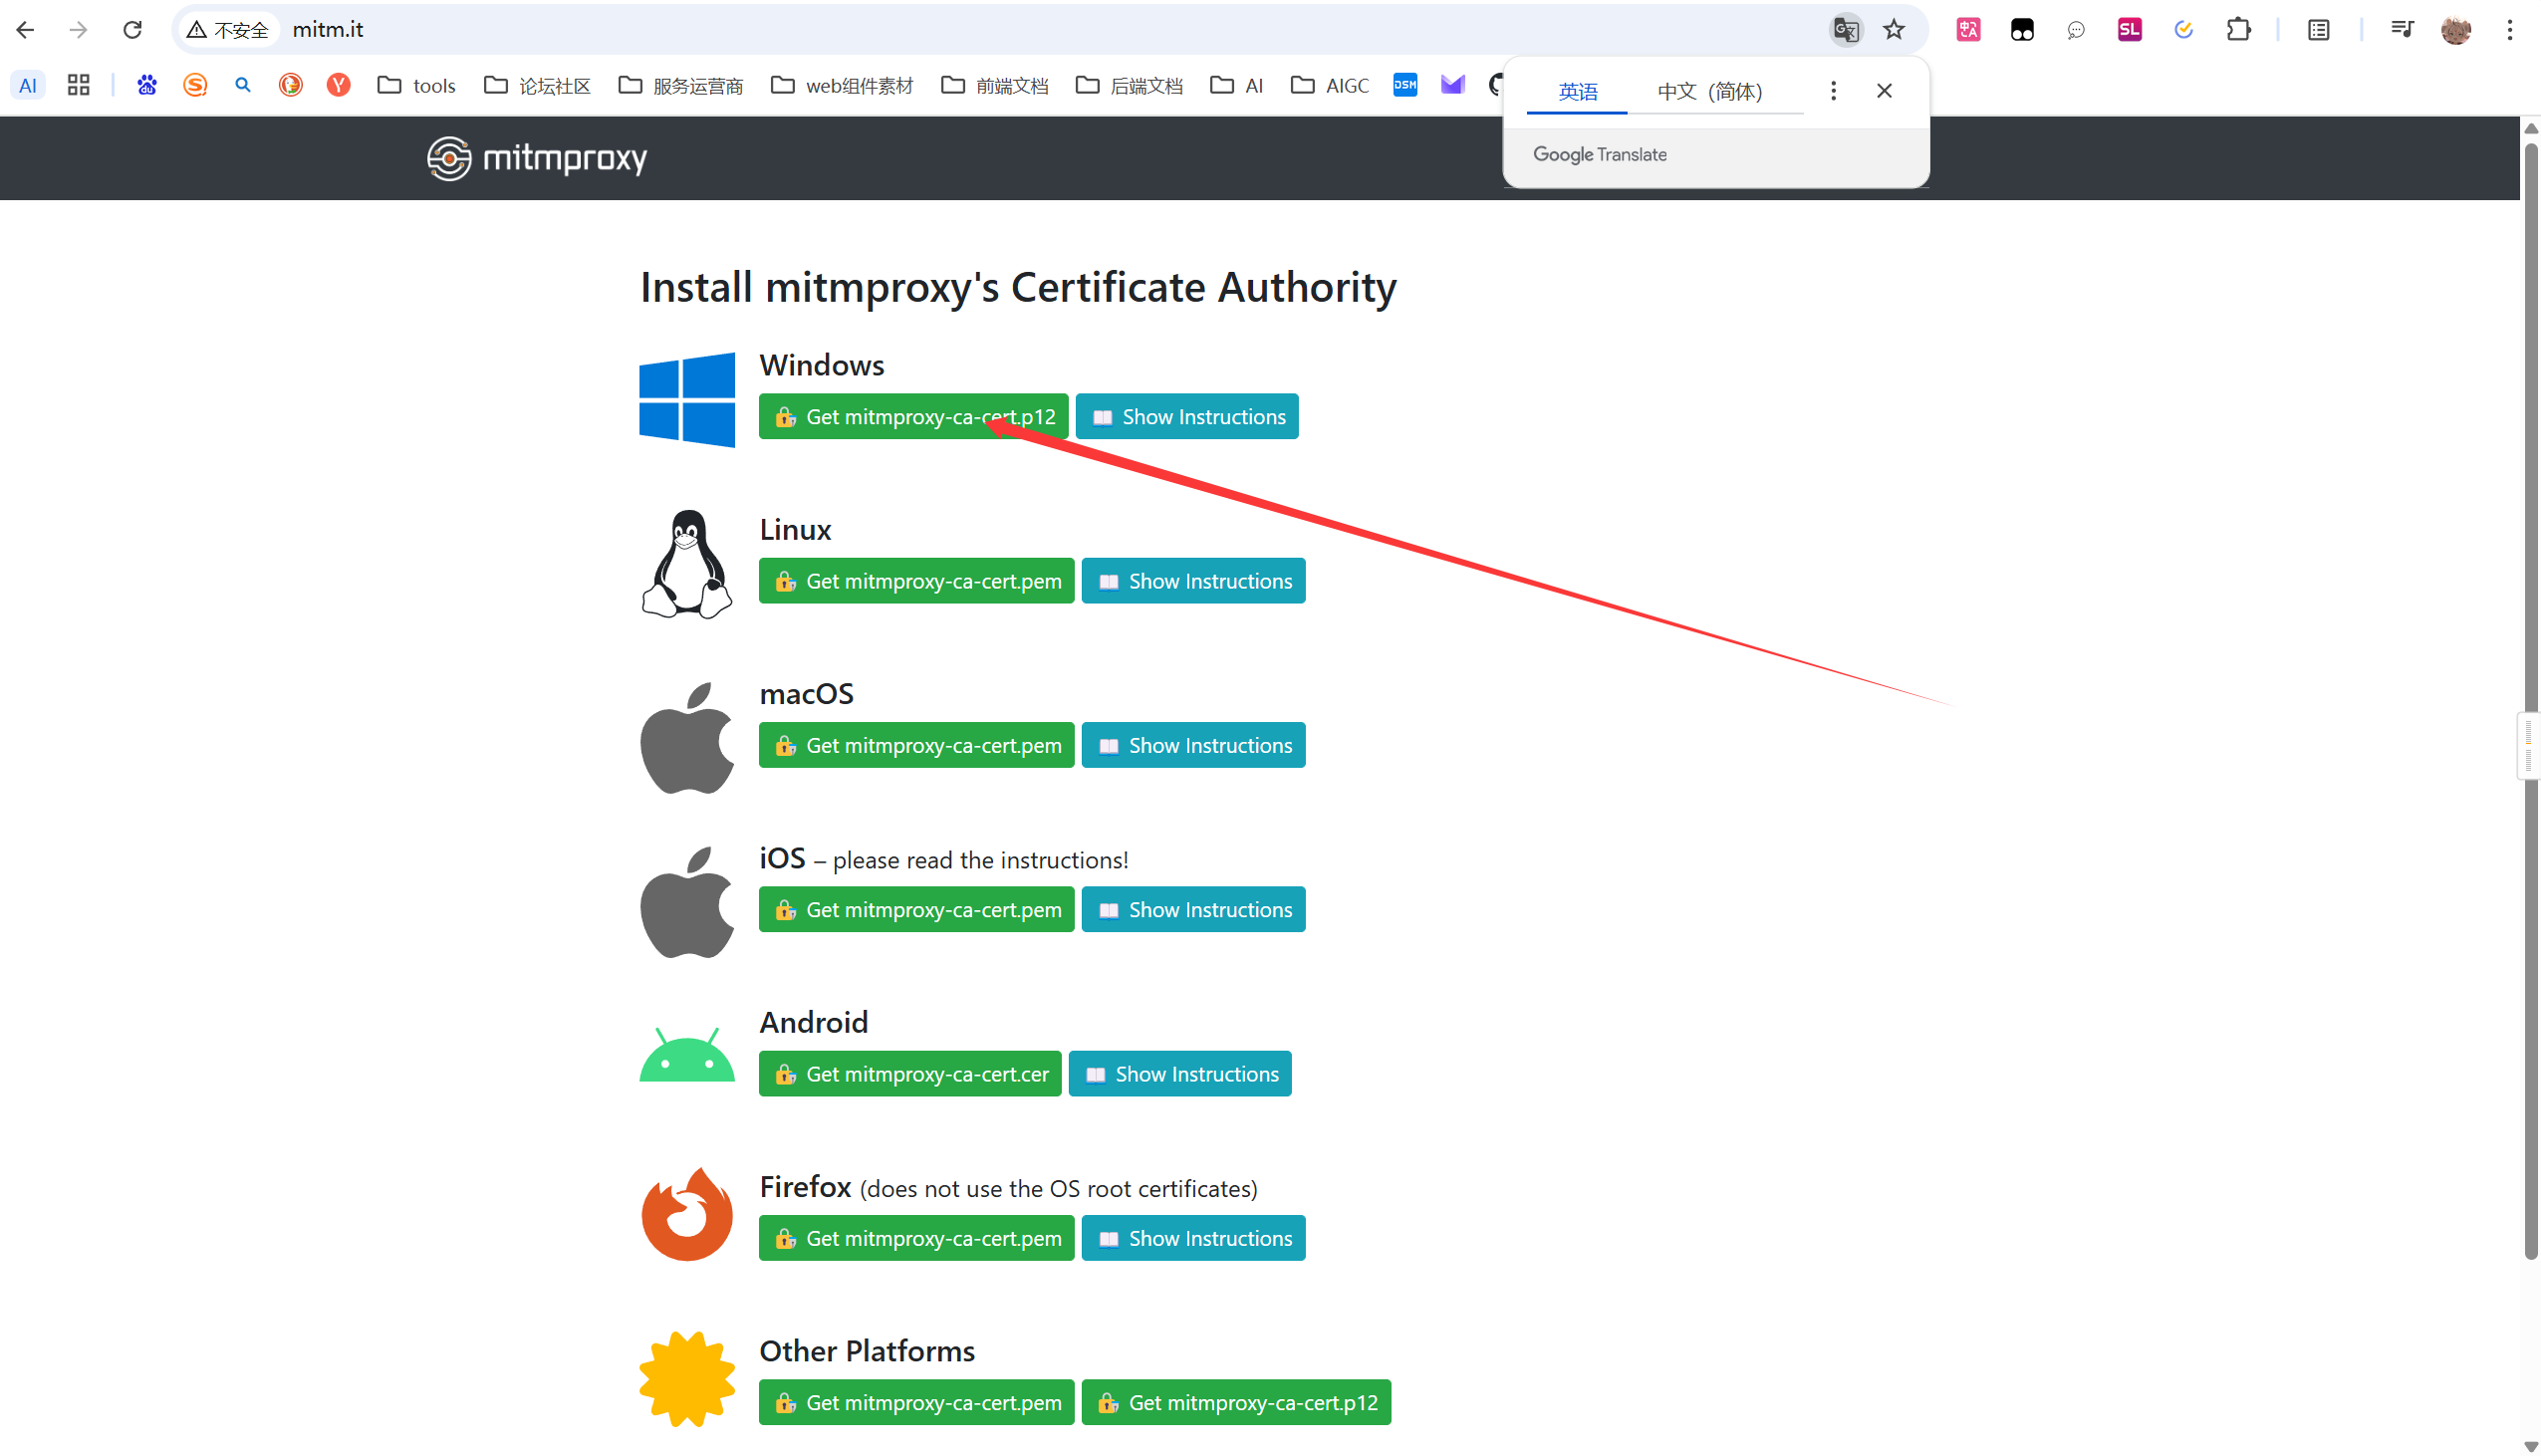 不安全 mitm.it
AI tools 论坛社区 服务运营商 web组件素材 前端文档 后端文档 AI AIGC DSM
英语 中文（简体）
Google Translate
mitmproxy
Install mitmproxy's Certificate Authority
Windows
Get mitmproxy-ca-cert.p12 Show Instructions
Linux
Get mitmproxy-ca-cert.pem Show Instructions
macOS
Get mitmproxy-ca-cert.pem Show Instructions
iOS – please read the instructions!
Get mitmproxy-ca-cert.pem Show Instructions
Android
Get mitmproxy-ca-cert.cer Show Instructions
Firefox (does not use the OS root certificates)
Get mitmproxy-ca-cert.pem Show Instructions
Other Platforms
Get mitmproxy-ca-cert.pem Get mitmproxy-ca-cert.p12